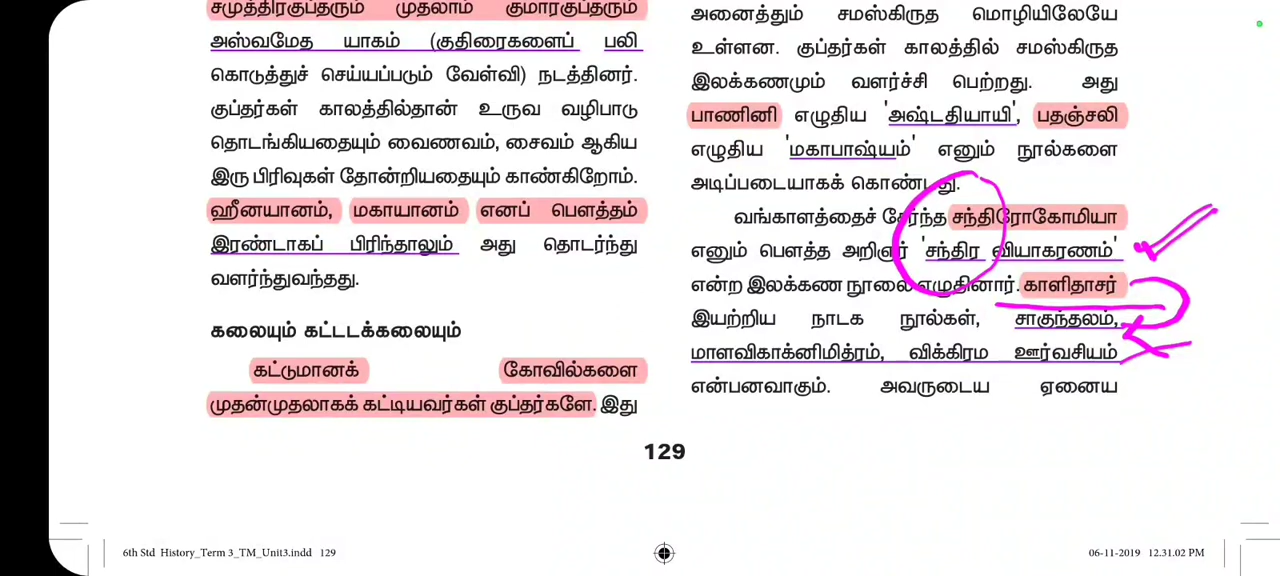 சமுத்திரகுப்தரும் முதலாம் குமாரகுப்தரும்
அஸ்வமேத யாகம் (குதிரைகளைப் பலி
கொடுத்துச் செய்யப்படும் வேள்வி) நடத்தினர்.
குப்தர்கள் காலத்தில்தான் உருவ வழிபாடு
தொடங்கியதையும் வைணவம், சைவம் ஆகிய
இரு பிரிவுகள் தோன்றியதையும் காண்கிறோம்.
ஹீனயானம், மகாயானம் எனப் பௌத்தம்
இரண்டாகப் பிரிந்தாலும் அது தொடர்ந்து
வளர்ந்துவந்தது.
கலையும் கட்டடக்கலையும்
கட்டுமானக் கோவில்களை
முதன்முதலாகக் கட்டியவர்கள் குப்தர்களே. இது
அனைத்தும் சமஸ்கிருத மொழியிலேயே
உள்ளன. குப்தர்கள் காலத்தில் சமஸ்கிருத
இலக்கணமும் வளர்ச்சி பெற்றது. அது
பாணினி எழுதிய 'அஷ்டதியாயி', பதஞ்சலி
எழுதிய 'மகாபாஷ்யம்' எனும் நூல்களை
அடிப்படையாகக் கொண்டது.
வங்காளத்தைச் சேர்ந்த சந்திரோகோமியா
எனும் பௌத்த அறிஞர் 'சந்திர வியாகரணம்'
என்ற இலக்கண நூலை எழுதினார். காளிதாசர்
இயற்றிய நாடக நூல்கள், சாகுந்தலம்,
மாளவிகாக்னிமித்ரம், விக்கிரம ஊர்வசியம்
என்பனவாகும். அவருடைய ஏனைய
129
6th Std History_Term 3_TM_Unit3.indd 129
06-11-2019 12.31.02 PM